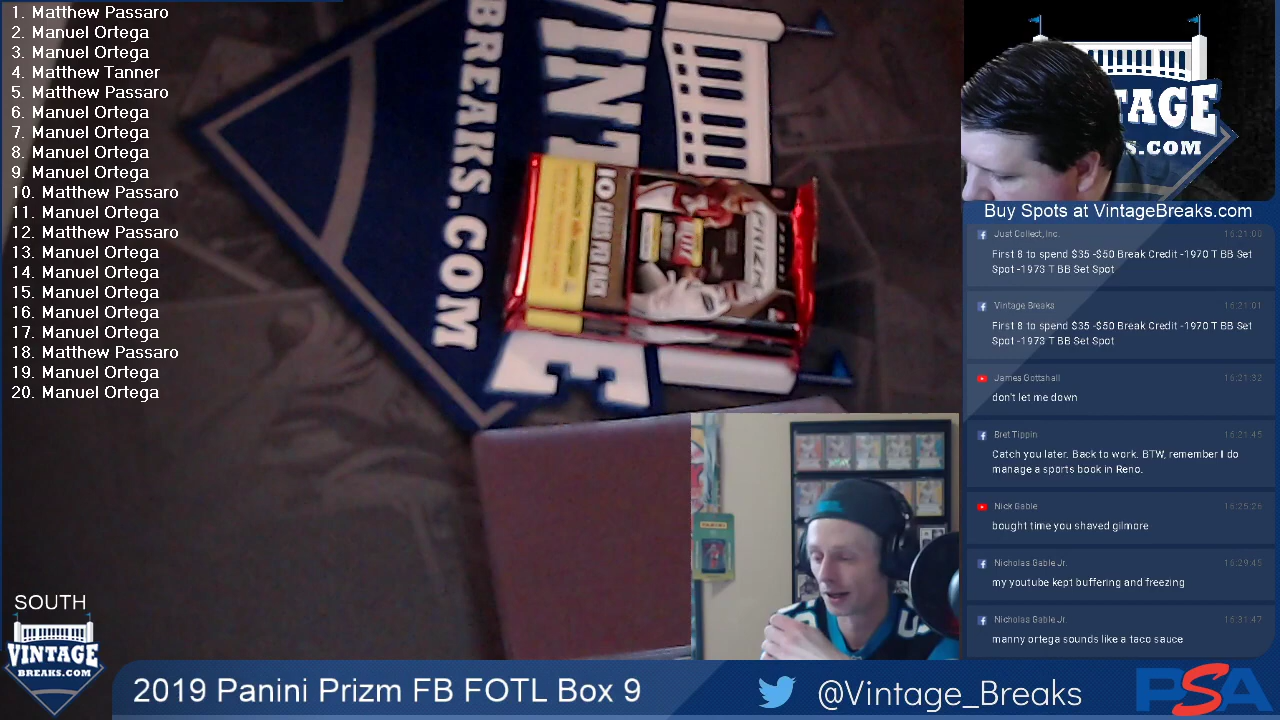 1. Matthew Passaro
2. Manuel Ortega
3. Manuel Ortega
4. Matthew Tanner
5. Matthew Passaro
6. Manuel Ortega
7. Manuel Ortega
8. Manuel Ortega
9. Manuel Ortega
10. Matthew Passaro
11. Manuel Ortega
12. Matthew Passaro
13. Manuel Ortega
14. Manuel Ortega
15. Manuel Ortega
16. Manuel Ortega
17. Manuel Ortega
18. Matthew Passaro
19. Manuel Ortega
20. Manuel Ortega
SOUTH
VINTAGE
BREAKS.COM
VINT
E
BREAKS.COM
10 CARDS PER PACK
PANINI
PRIZM
TAGE
S.COM
Buy Spots at VintageBreaks.com
Just Collect, Inc. 16:21:00
First 8 to spend $35 -$50 Break Credit -1970 T BB Set
Spot -1973 T BB Set Spot
Vintage Breaks 16:21:01
First 8 to spend $35 -$50 Break Credit -1970 T BB Set
Spot -1973 T BB Set Spot
James Gottshall 16:21:32
don't let me down
Bret Tippin 16:21:45
Catch you later. Back to work. BTW, remember I do
manage a sports book in Reno.
Nick Gable 16:25:26
bought time you shaved gilmore
Nicholas Gable Jr. 16:29:45
my youtube kept buffering and freezing
Nicholas Gable Jr. 16:31:47
manny ortega sounds like a taco sauce
2019 Panini Prizm FB FOTL Box 9
@Vintage_Breaks
PSA